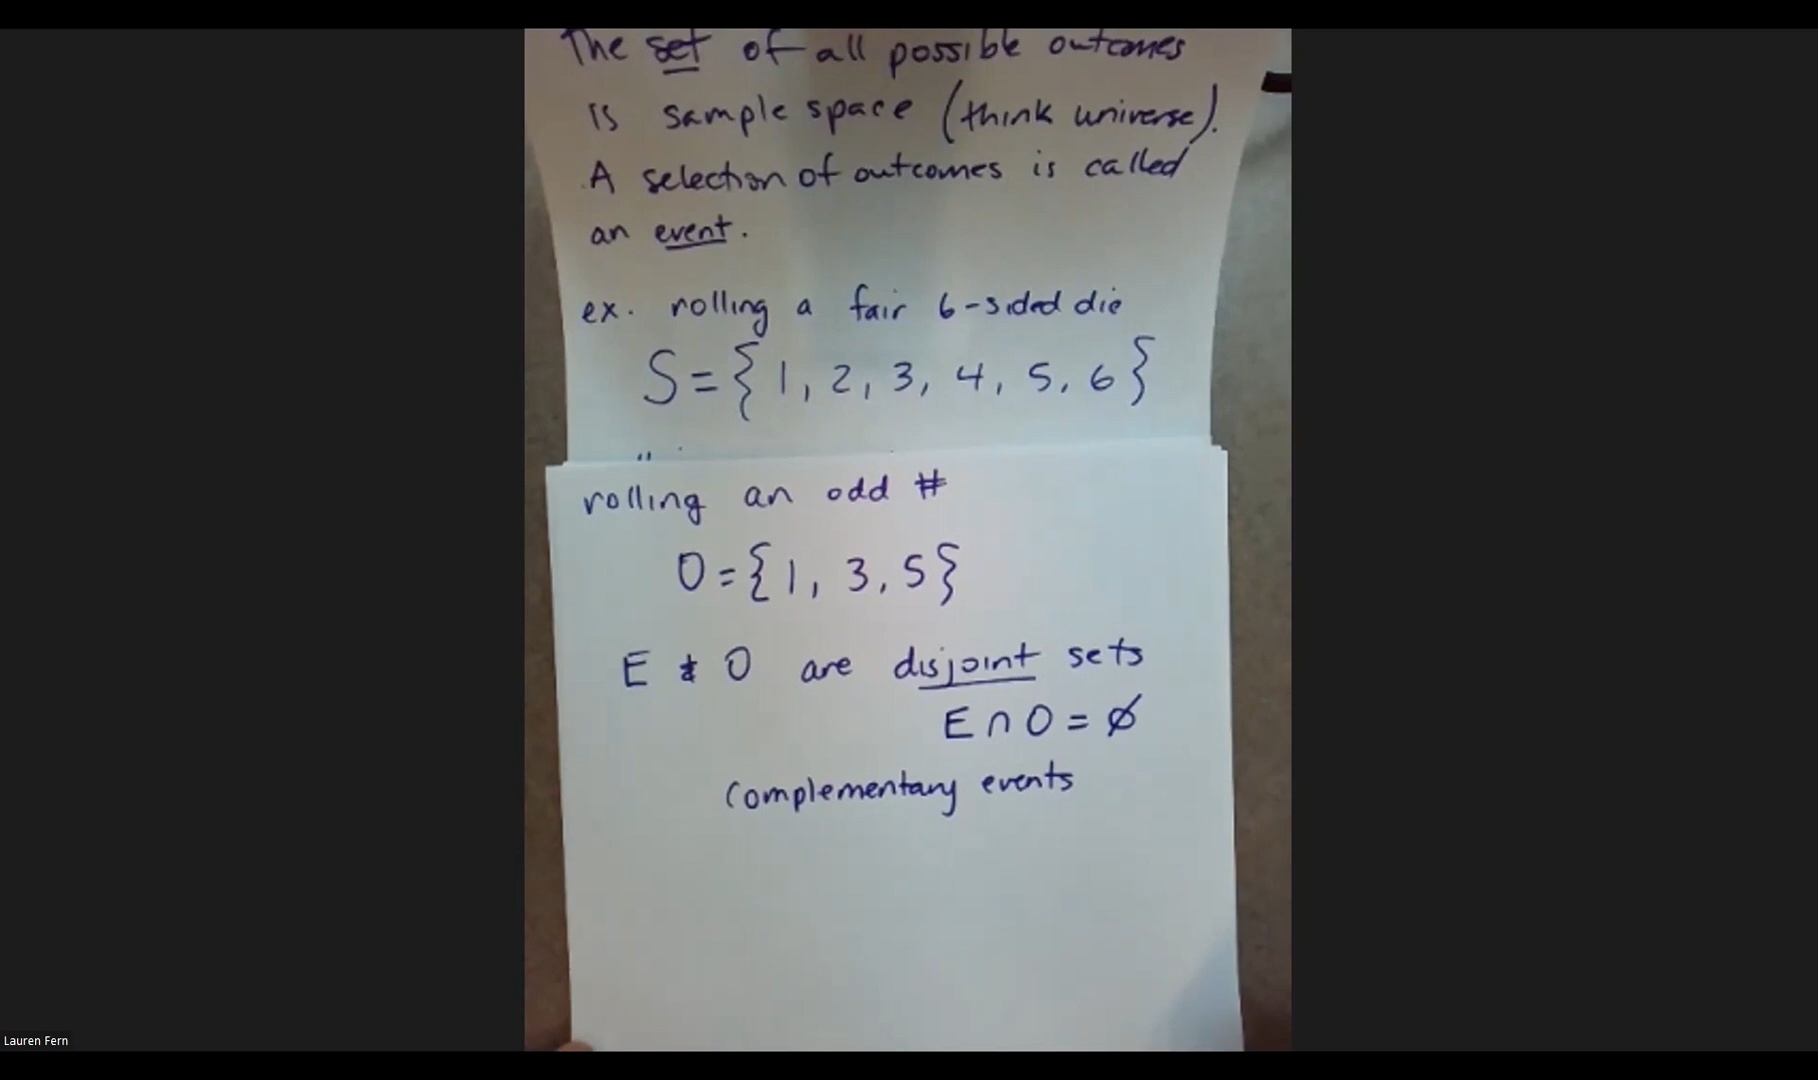 The set of all possible outcomes
is sample space (think universe).
A selection of outcomes is called
an event.
ex. rolling a fair 6-sided die
S = { 1, 2, 3, 4, 5, 6 }
rolling an odd #
O = { 1, 3, 5 }
E & O are disjoint sets
E ∩ O = ∅
complementary events
Lauren Fern